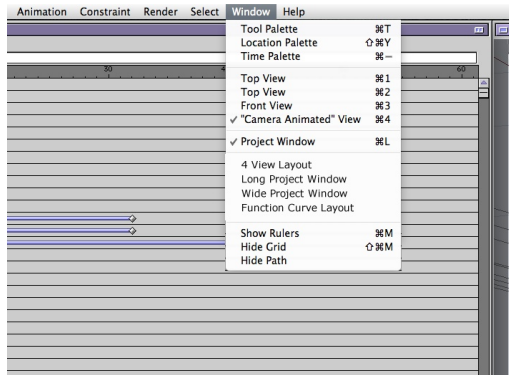 Animation Constraint Render Select Window Help
Tool Palette ⌘T
Location Palette ⇧⌘Y
Time Palette ⌘–
Top View ⌘1
Top View ⌘2
Front View ⌘3
✓ "Camera Animated" View ⌘4
✓ Project Window ⌘L
4 View Layout
Long Project Window
Wide Project Window
Function Curve Layout
Show Rulers ⌘M
Hide Grid ⇧⌘M
Hide Path
30 4 60